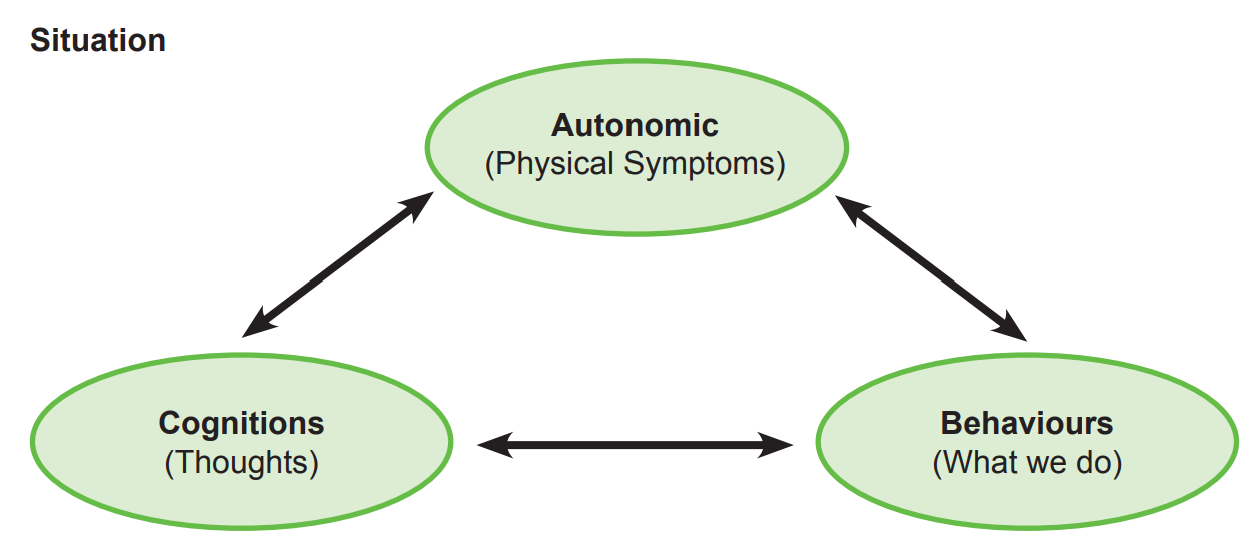 Situation
Autonomic
(Physical Symptoms)
Cognitions
(Thoughts)
Behaviours
(What we do)